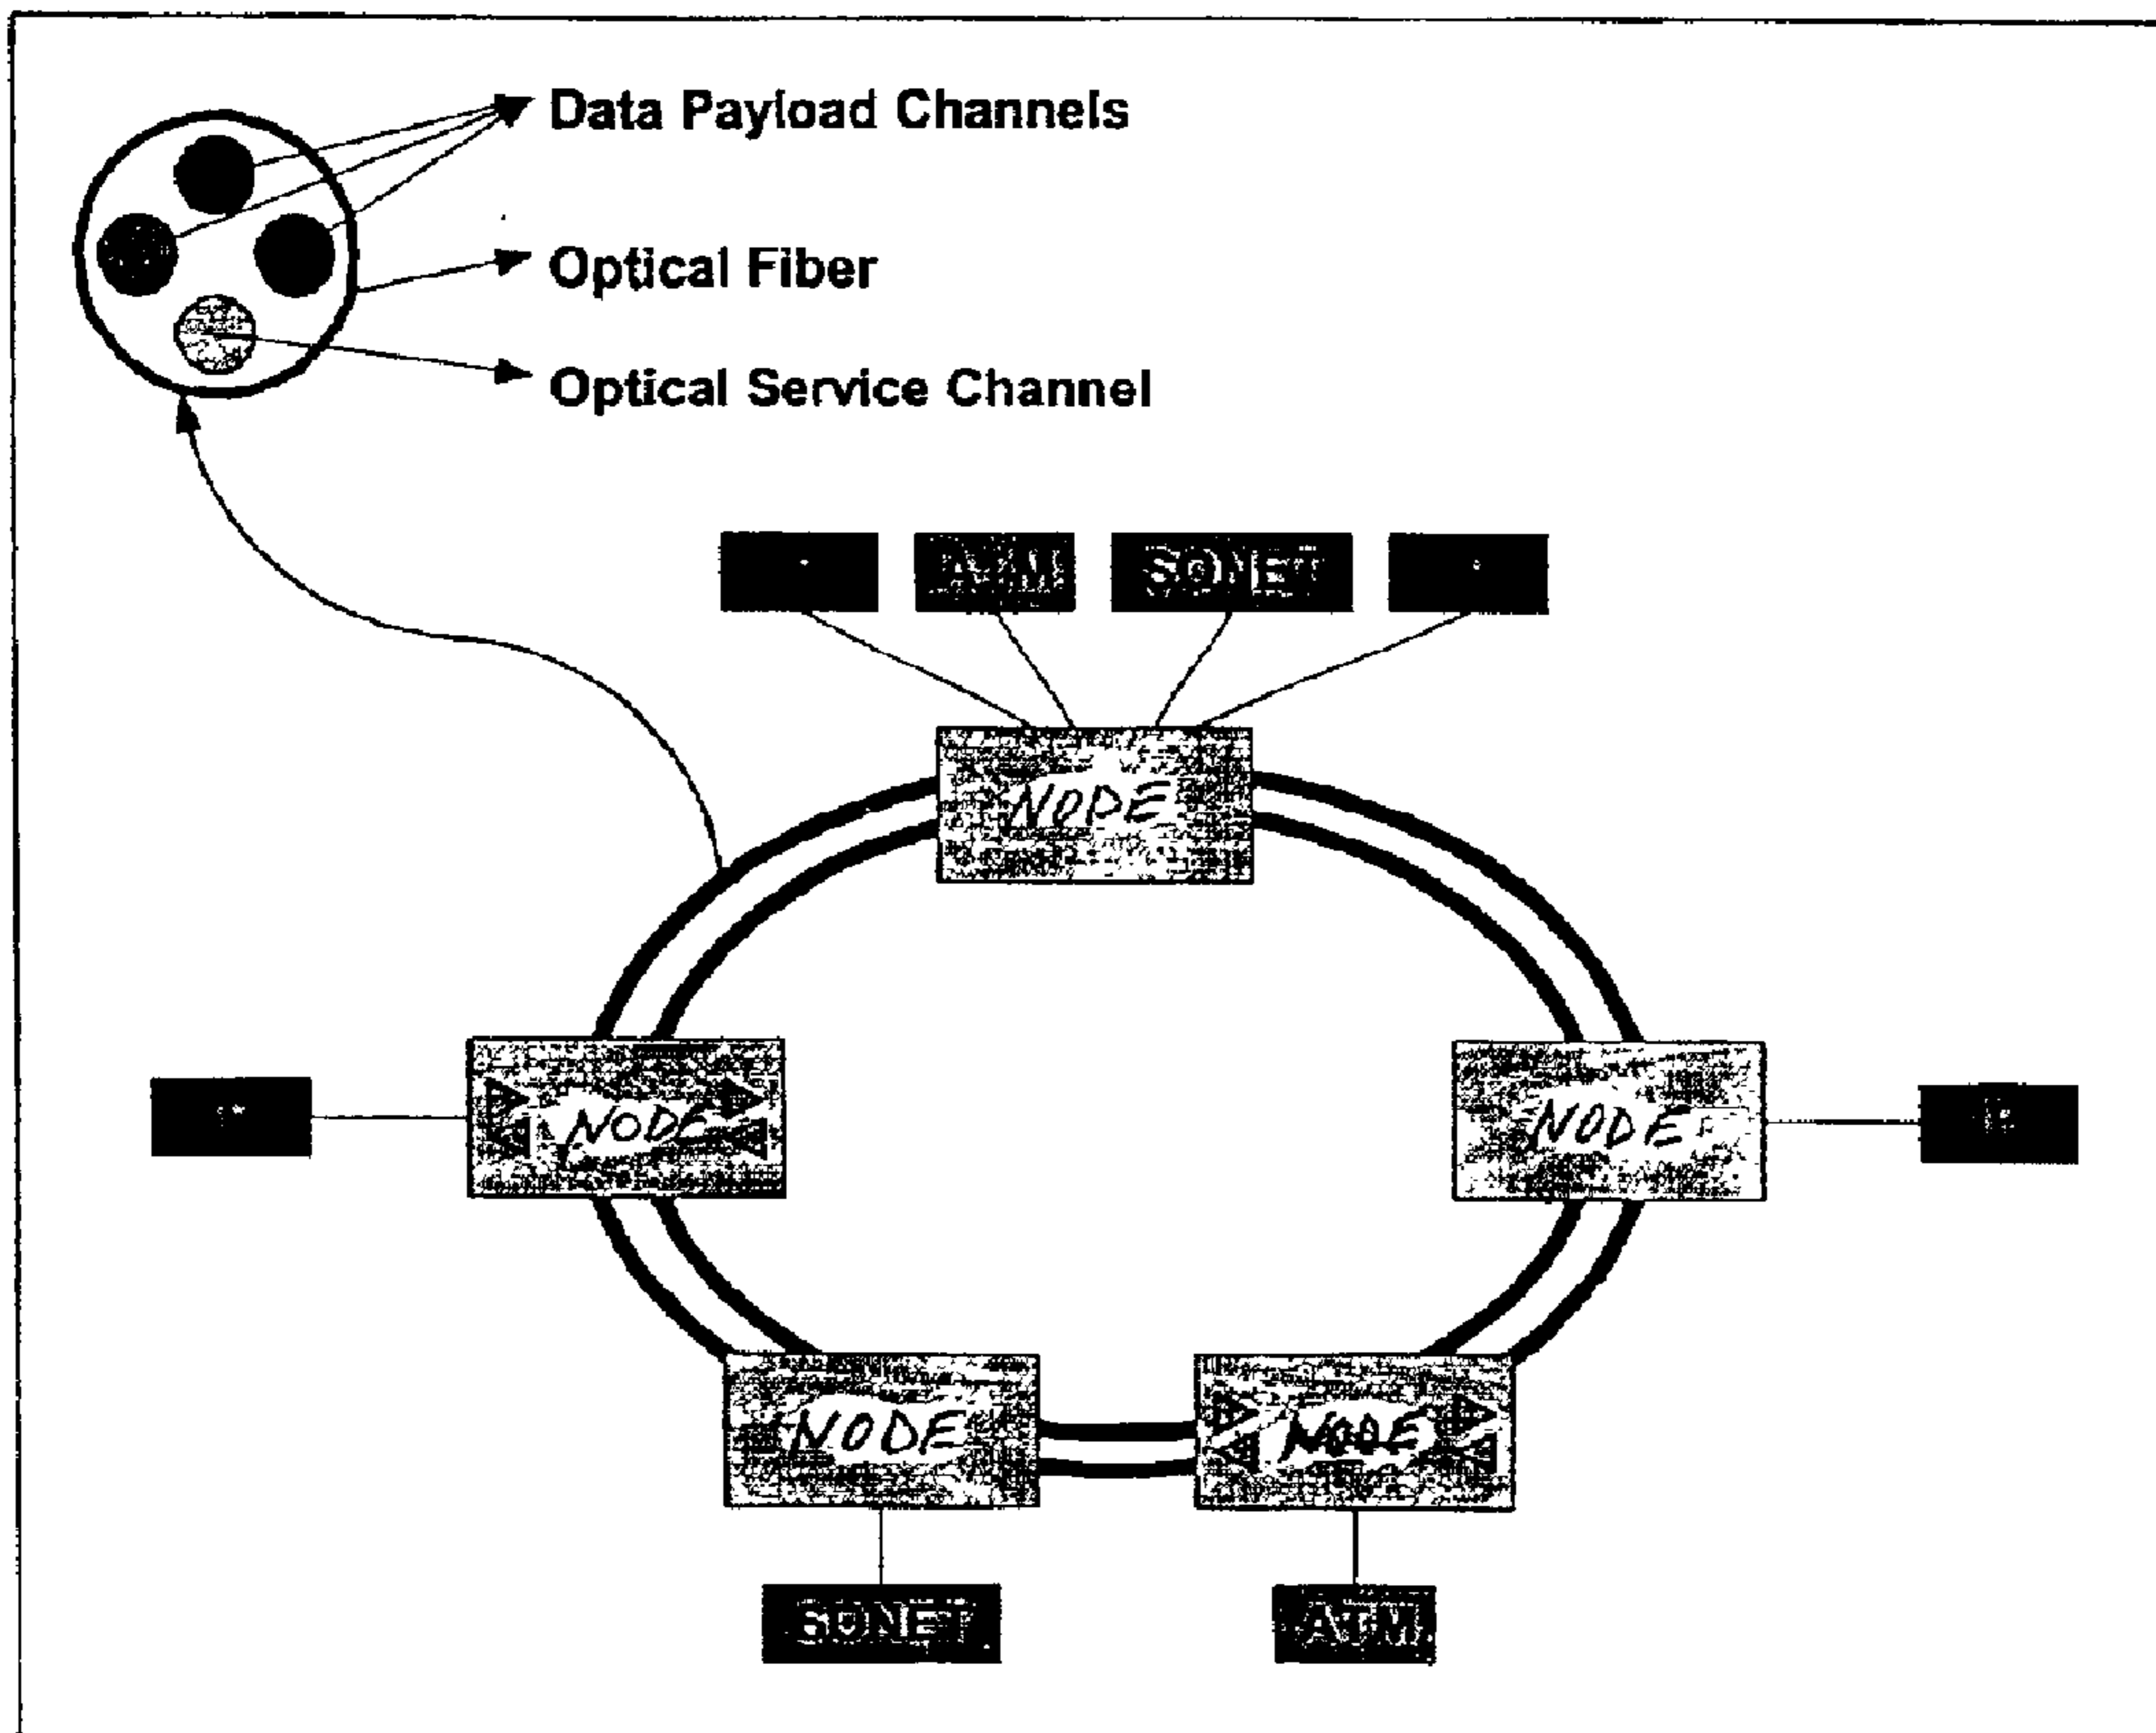 Data Payload Channels
Optical Fiber
Optical Service Channel
ATM SONET
NODE
NODE
NODE
NODE
NODE
SONET
ATM